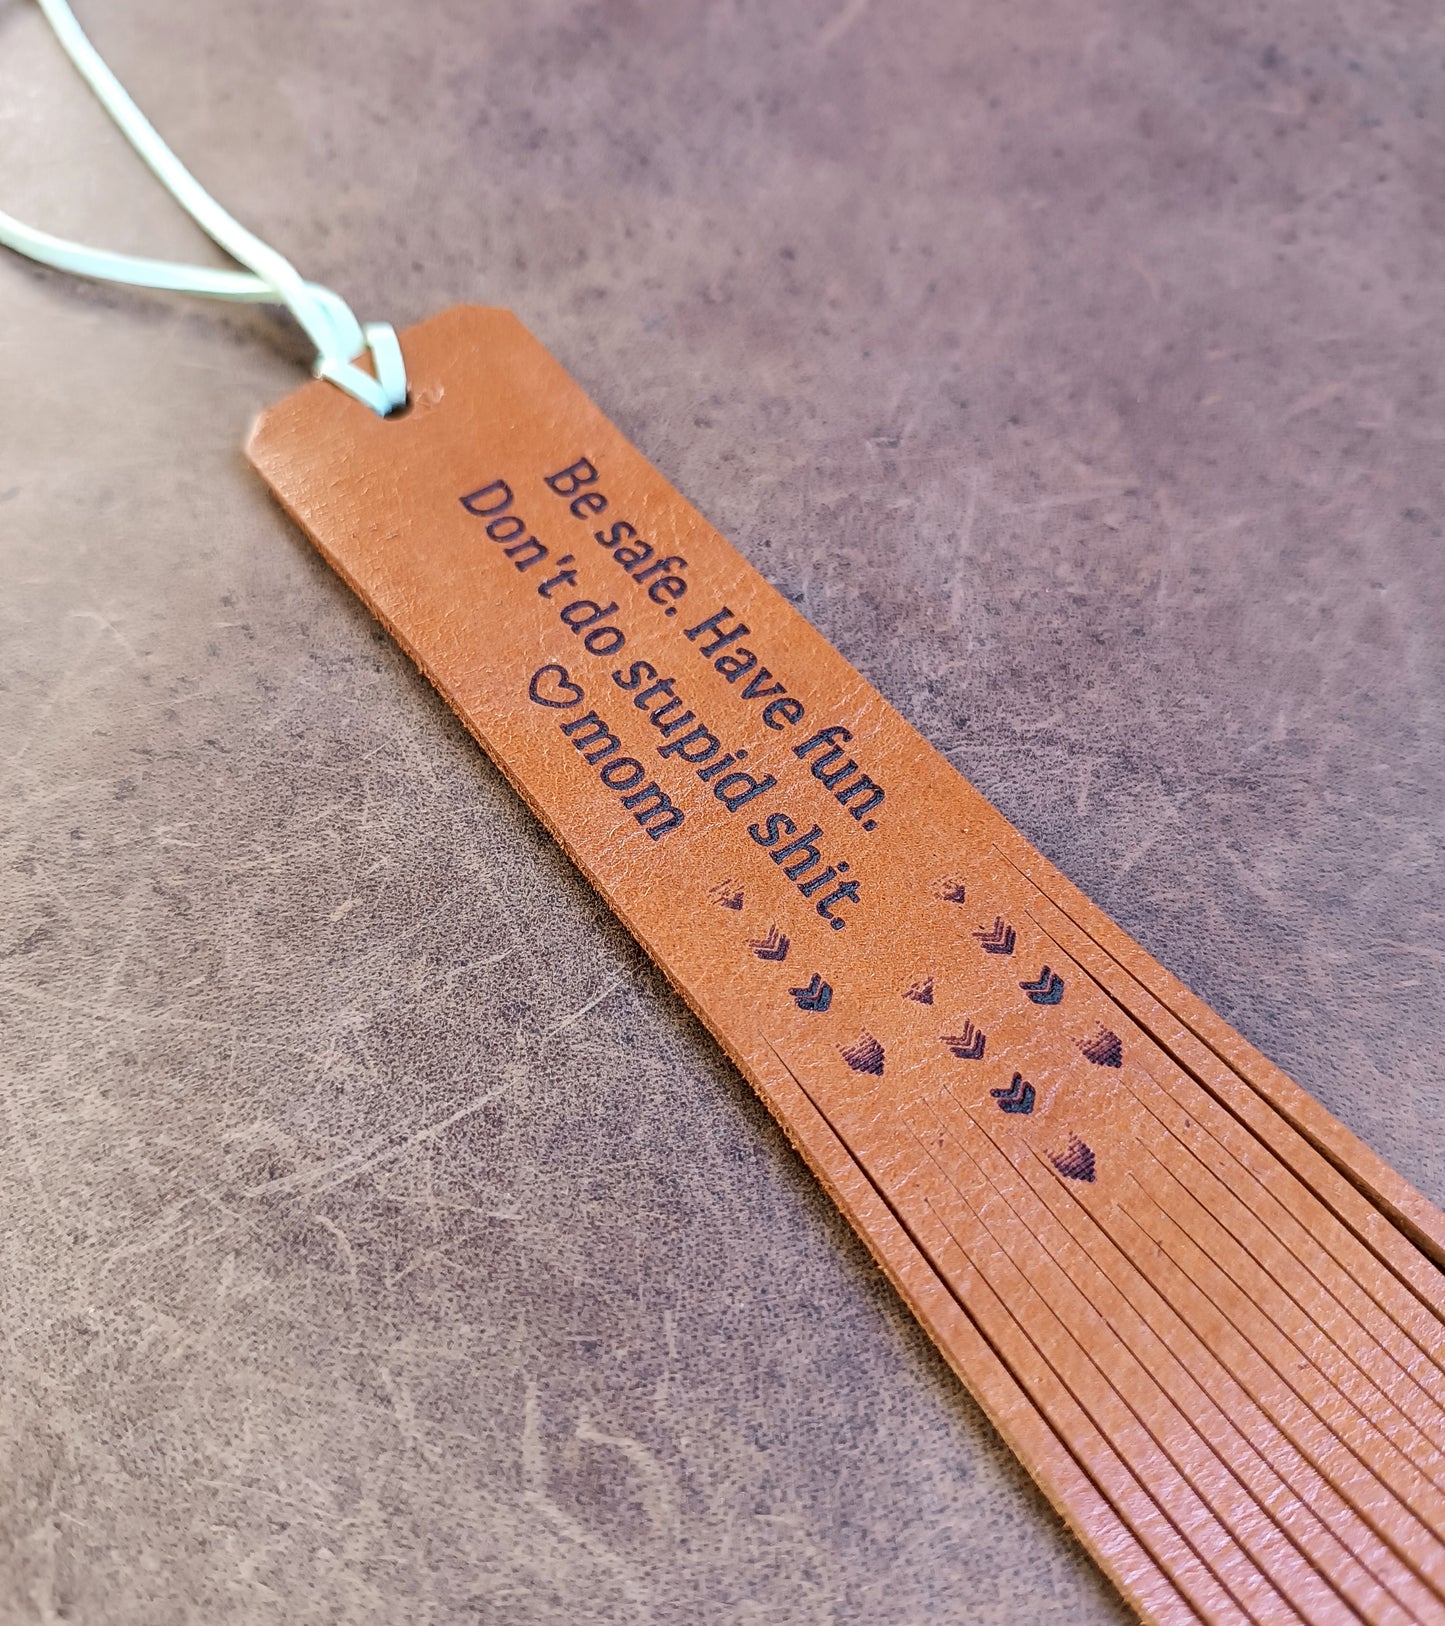 Be safe. Have fun.
Don't do stupid shit.
♡mom